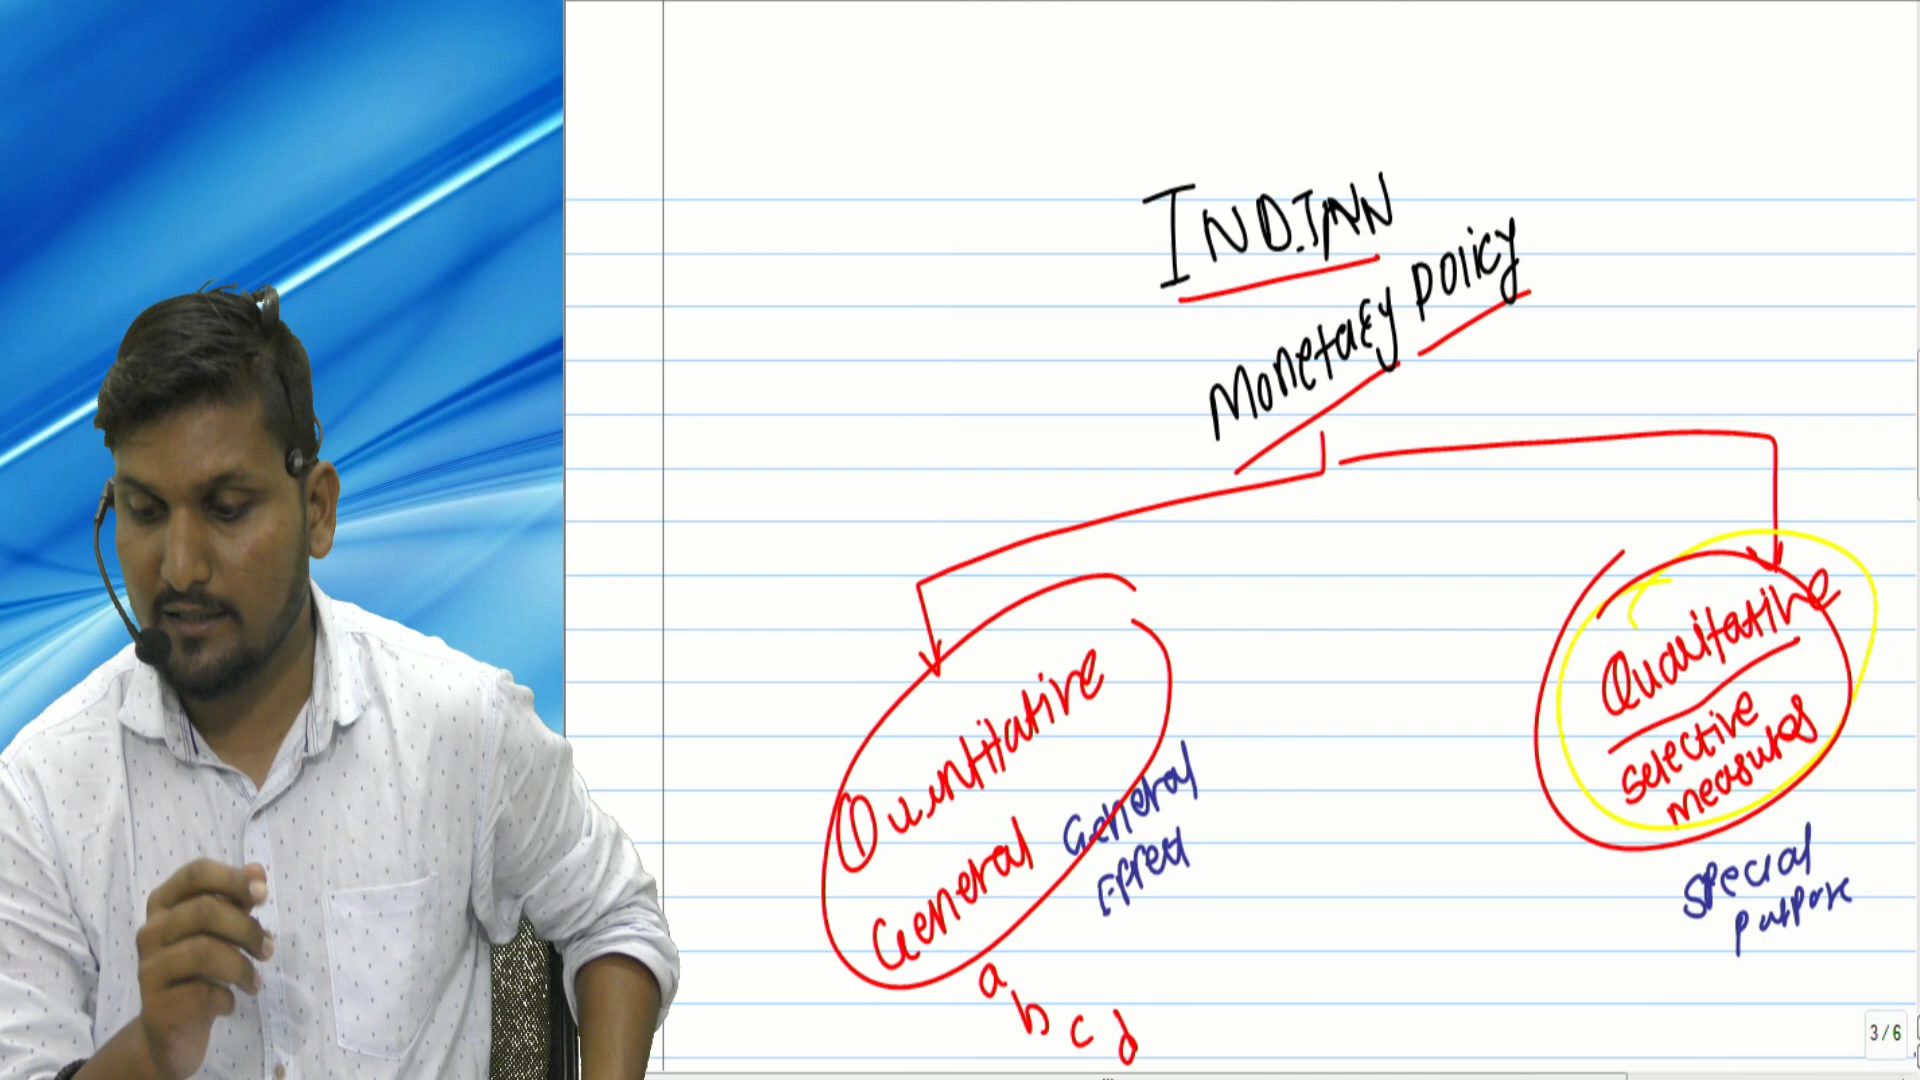 INDIAN
Monetary policy
Quantitative
General
General
Effect
a
b
c
d
Qualitative
selective
measures
special
purpose
3/6